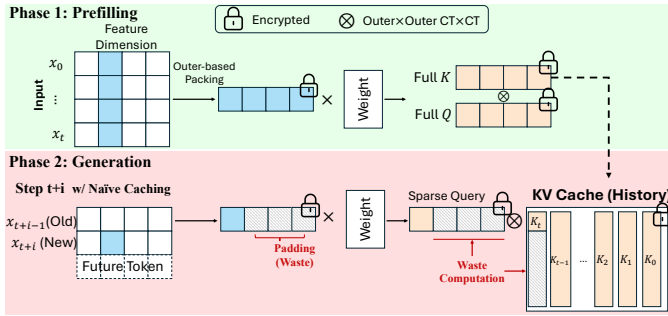 Phase 1: Prefilling
Feature
Dimension
Encrypted
Outer×Outer CT×CT
Input
x0
⋮
xt
Outer-based
Packing
×
Weight
Full K
Full Q
Phase 2: Generation
Step t+i w/ Naïve Caching
xt+i−1(Old)
xt+i (New)
Future Token
Padding
(Waste)
×
Weight
Sparse Query
Waste
Computation
KV Cache (History)
Kt
Kt−1 ... K2 K1 K0